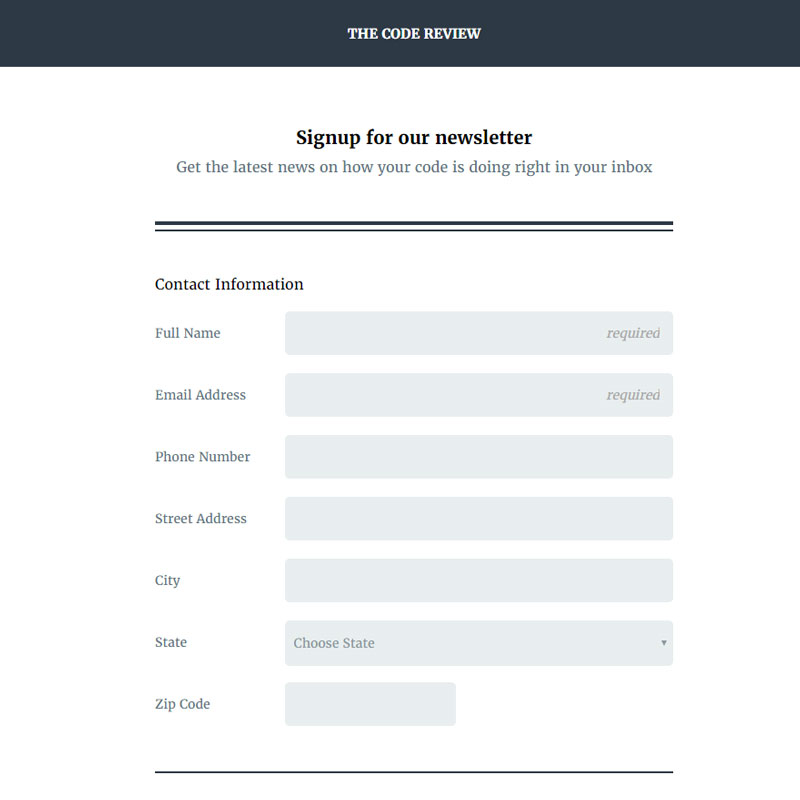 THE CODE REVIEW
Signup for our newsletter
Get the latest news on how your code is doing right in your inbox
Contact Information
Full Name required
Email Address required
Phone Number
Street Address
City
State Choose State
Zip Code